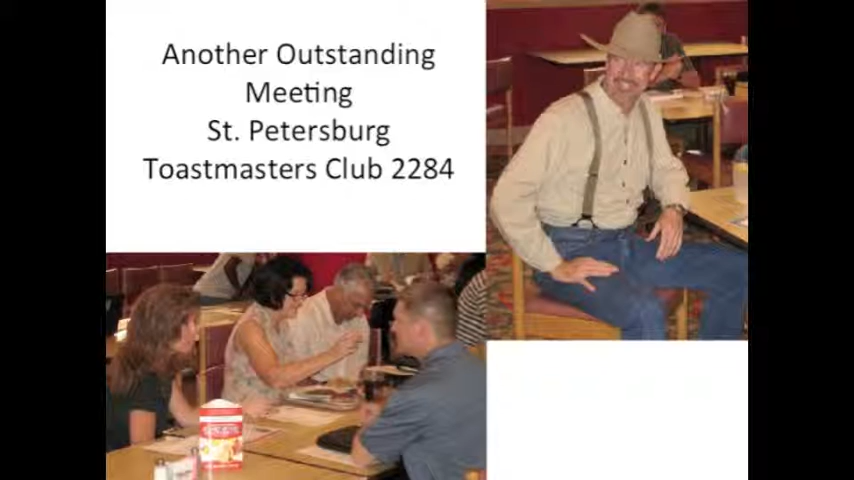 Another Outstanding
Meeting
St. Petersburg
Toastmasters Club 2284